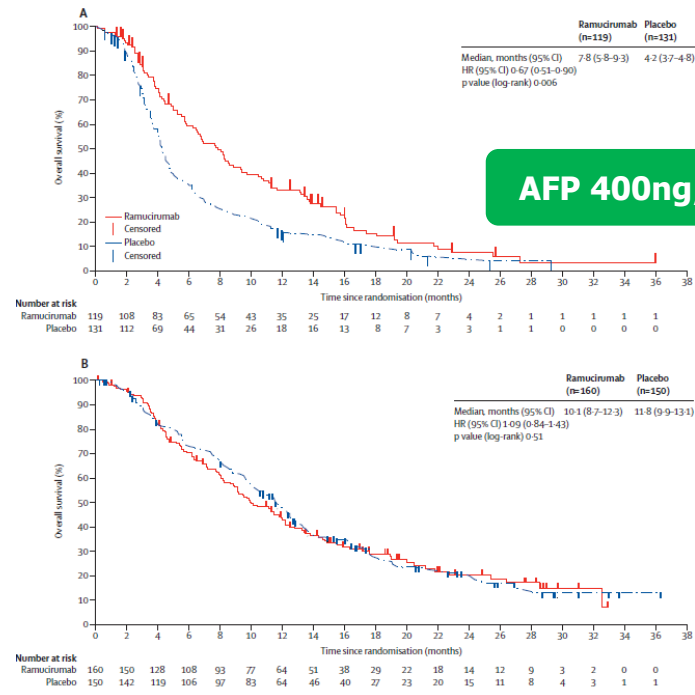 A
Ramucirumab Placebo
(n=119) (n=131)
Median, months (95% CI) 7·8 (5·8–9·3) 4·2 (3·7–4·8)
HR (95% CI) 0·67 (0·51–0·90)
p value (log-rank) 0·006
AFP 400ng
Overall survival (%)
100
90
80
70
60
50
40
30
20
10
0
Ramucirumab
Censored
Placebo
Censored
0 2 4 6 8 10 12 14 16 18 20 22 24 26 28 30 32 34 36 38
Time since randomisation (months)
Number at risk
Ramucirumab 119 108 83 65 54 43 35 25 17 12 8 7 4 2 1 1 1 1 1
Placebo 131 112 69 44 31 26 18 16 13 8 7 3 3 1 1 0 0 0 0
B
Ramucirumab Placebo
(n=160) (n=150)
Median, months (95% CI) 10·1 (8·7–12·3) 11·8 (9·9–13·1)
HR (95% CI) 1·09 (0·84–1·43)
p value (log-rank) 0·51
Overall survival (%)
100
90
80
70
60
50
40
30
20
10
0
0 2 4 6 8 10 12 14 16 18 20 22 24 26 28 30 32 34 36 38
Time since randomisation (months)
Number at risk
Ramucirumab 160 150 128 108 93 77 64 51 38 29 22 18 14 12 9 3 2 0 0
Placebo 150 142 119 106 97 83 64 46 40 27 23 20 15 11 8 4 3 1 1